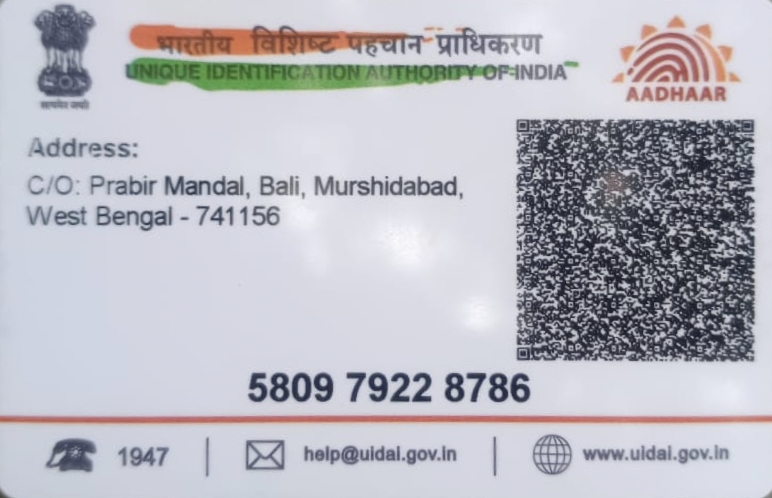 भारतीय विशिष्ट पहचान प्राधिकरण
UNIQUE IDENTIFICATION AUTHORITY OF INDIA
सत्यमेव जयते
AADHAAR
Address:
C/O: Prabir Mandal, Bali, Murshidabad,
West Bengal - 741156
5809 7922 8786
1947
help@uidai.gov.in
www.uidai.gov.in